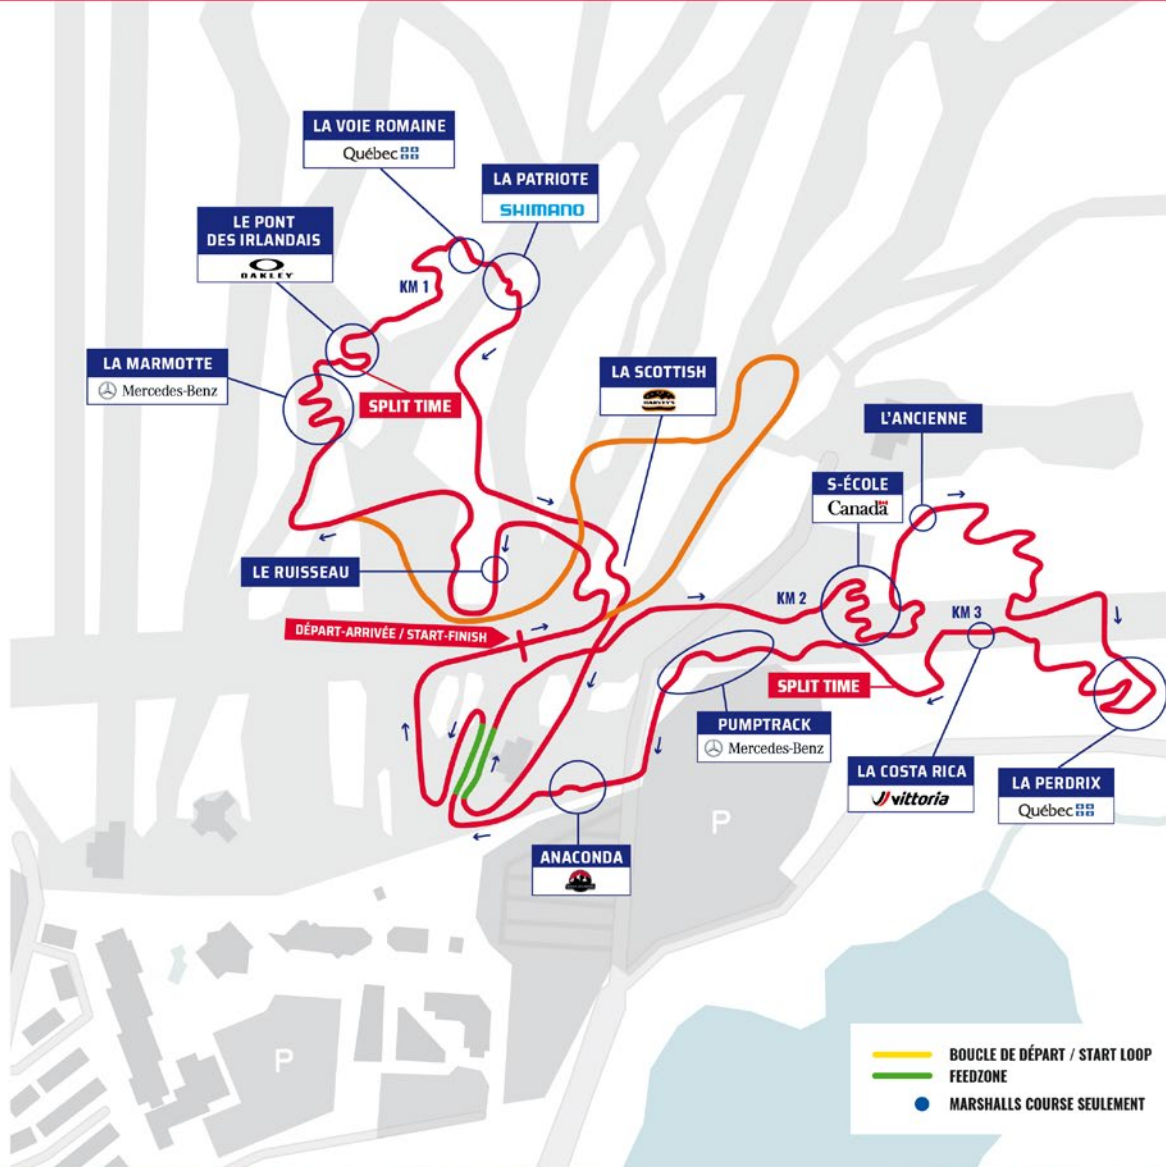 LA VOIE ROMAINE
Québec
LA PATRIOTE
SHIMANO
LE PONT
DES IRLANDAIS
OAKLEY
KM 1
LA MARMOTTE
Mercedes-Benz
SPLIT TIME
LA SCOTTISH
HARVEY'S
L'ANCIENNE
S-ÉCOLE
Canada
LE RUISSEAU
KM 2
KM 3
DÉPART-ARRIVÉE / START-FINISH
SPLIT TIME
PUMPTRACK
Mercedes-Benz
LA COSTA RICA
vittoria
LA PERDRIX
Québec
P
ANACONDA
P
BOUCLE DE DÉPART / START LOOP
FEEDZONE
MARSHALLS COURSE SEULEMENT